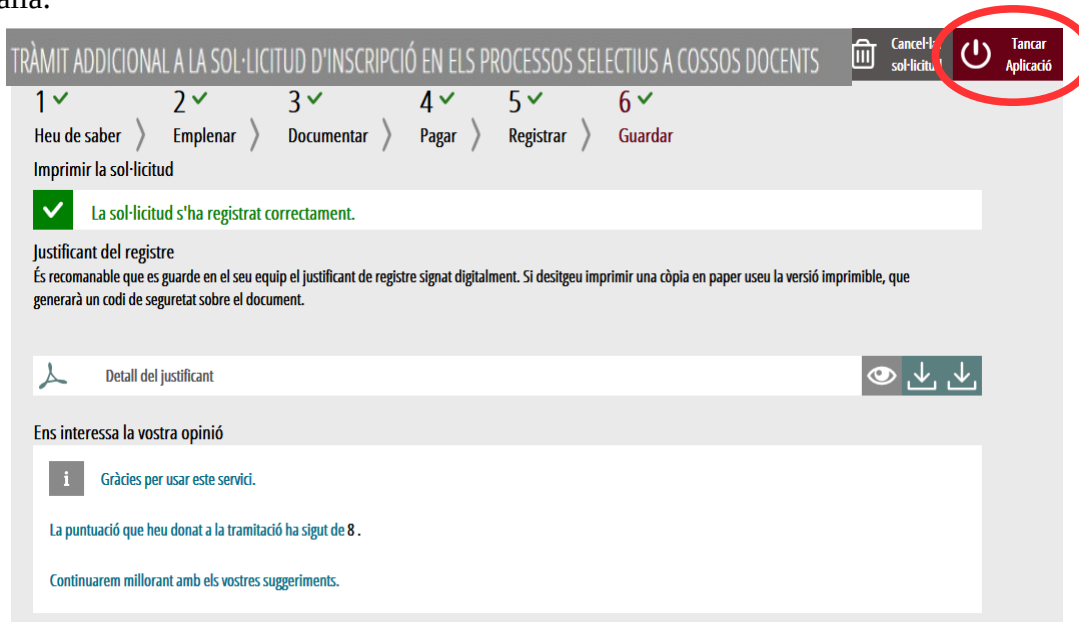 TRÀMIT ADDICIONAL A LA SOL·LICITUD D'INSCRIPCIÓ EN ELS PROCESSOS SELECTIUS A COSSOS DOCENTS
sol·licitud
Tancar
Aplicació
1 2 3 4 5 6
Heu de saber Emplenar Documentar Pagar Registrar Guardar
Imprimir la sol·licitud
La sol·licitud s'ha registrat correctament.
Justificant del registre
És recomanable que es guarde en el seu equip el justificant de registre signat digitalment. Si desitgeu imprimir una còpia en paper useu la versió imprimible, que
generarà un codi de seguretat sobre el document.
Detall del justificant
Ens interessa la vostra opinió
i Gràcies per usar este servici.
La puntuació que heu donat a la tramitació ha sigut de 8 .
Continuarem millorant amb els vostres suggeriments.